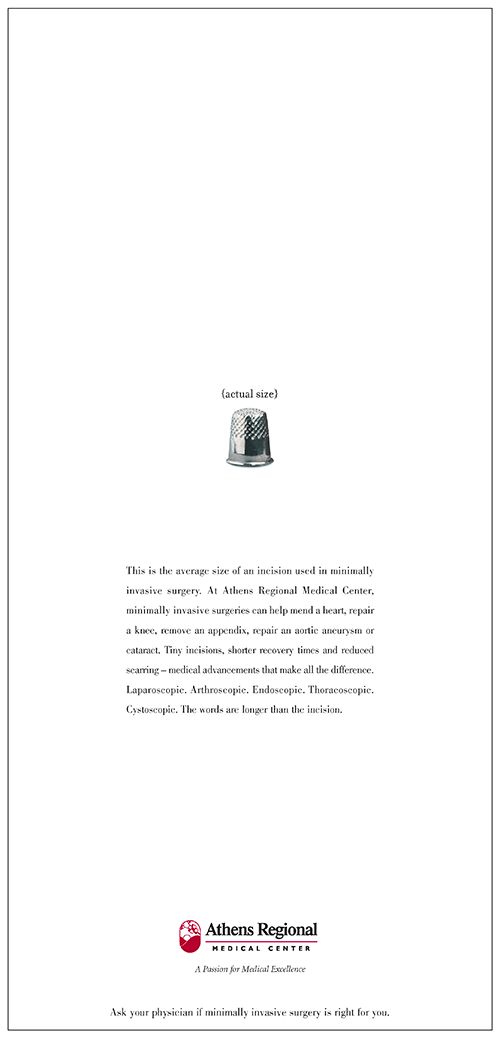 {actual size}
This is the average size of an incision used in minimally
invasive surgery. At Athens Regional Medical Center,
minimally invasive surgeries can help mend a heart, repair
a knee, remove an appendix, repair an aortic aneurysm or
cataract. Tiny incisions, shorter recovery times and reduced
scarring – medical advancements that make all the difference.
Laparoscopic. Arthroscopic. Endoscopic. Thoracoscopic.
Cystoscopic. The words are longer than the incision.
Athens Regional
MEDICAL CENTER
A Passion for Medical Excellence
Ask your physician if minimally invasive surgery is right for you.